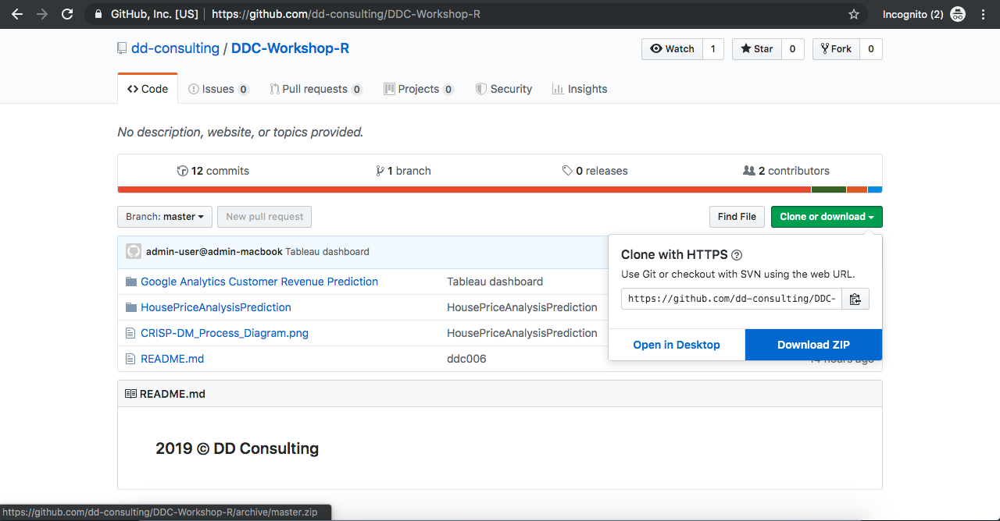 GitHub, Inc. [US] | https://github.com/dd-consulting/DDC-Workshop-R Incognito (2)
dd-consulting / DDC-Workshop-R Watch 1 Star 0 Fork 0
Code Issues 0 Pull requests 0 Projects 0 Security Insights
No description, website, or topics provided.
12 commits 1 branch 0 releases 2 contributors
Branch: master New pull request Find File Clone or download
admin-user@admin-macbook Tableau dashboard
Google Analytics Customer Revenue Prediction Tableau dashboard
HousePriceAnalysisPrediction HousePriceAnalysisPrediction
CRISP-DM_Process_Diagram.png HousePriceAnalysisPrediction
README.md ddc006 14 hours ago
Clone with HTTPS
Use Git or checkout with SVN using the web URL.
https://github.com/dd-consulting/DDC-
Open in Desktop Download ZIP
README.md
2019 © DD Consulting
https://github.com/dd-consulting/DDC-Workshop-R/archive/master.zip